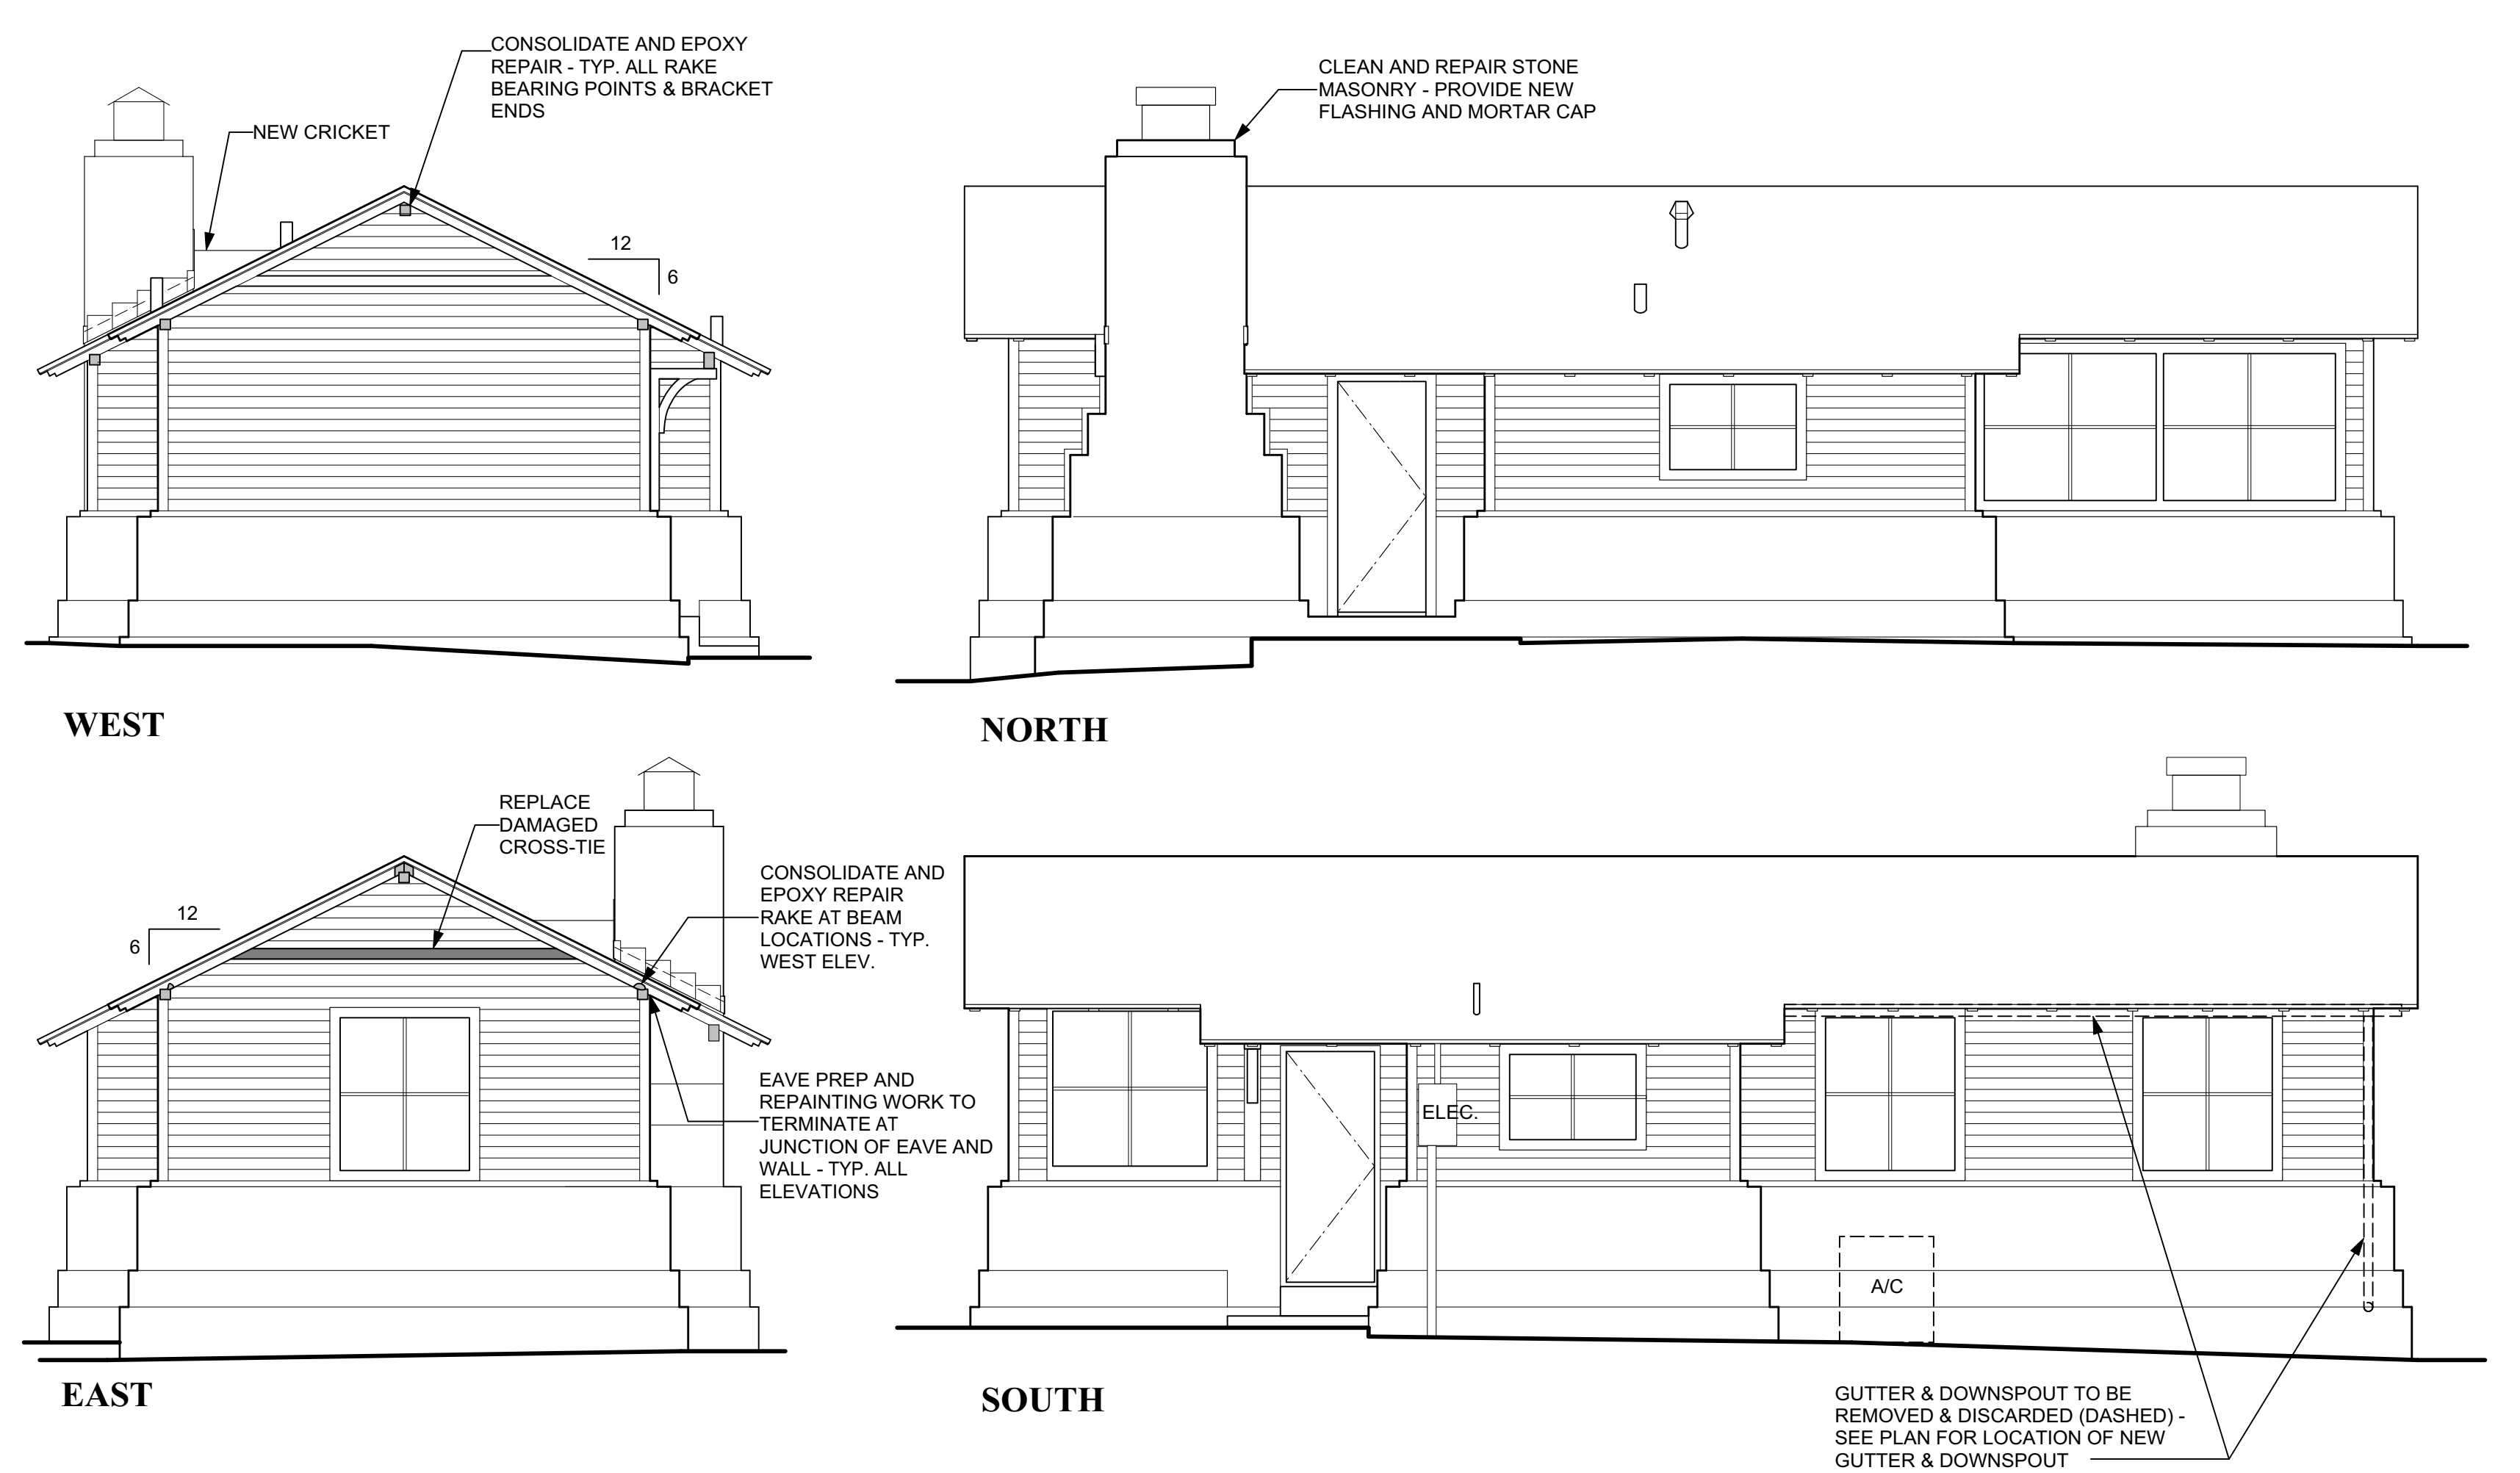 CONSOLIDATE AND EPOXY
REPAIR - TYP. ALL RAKE
BEARING POINTS & BRACKET
ENDS
NEW CRICKET
12
6
WEST
CLEAN AND REPAIR STONE
MASONRY - PROVIDE NEW
FLASHING AND MORTAR CAP
NORTH
REPLACE
DAMAGED
CROSS-TIE
CONSOLIDATE AND
EPOXY REPAIR
RAKE AT BEAM
LOCATIONS - TYP.
WEST ELEV.
12
6
EAVE PREP AND
REPAINTING WORK TO
TERMINATE AT
JUNCTION OF EAVE AND
WALL - TYP. ALL
ELEVATIONS
EAST
ELEC.
A/C
SOUTH
GUTTER & DOWNSPOUT TO BE
REMOVED & DISCARDED (DASHED) -
SEE PLAN FOR LOCATION OF NEW
GUTTER & DOWNSPOUT